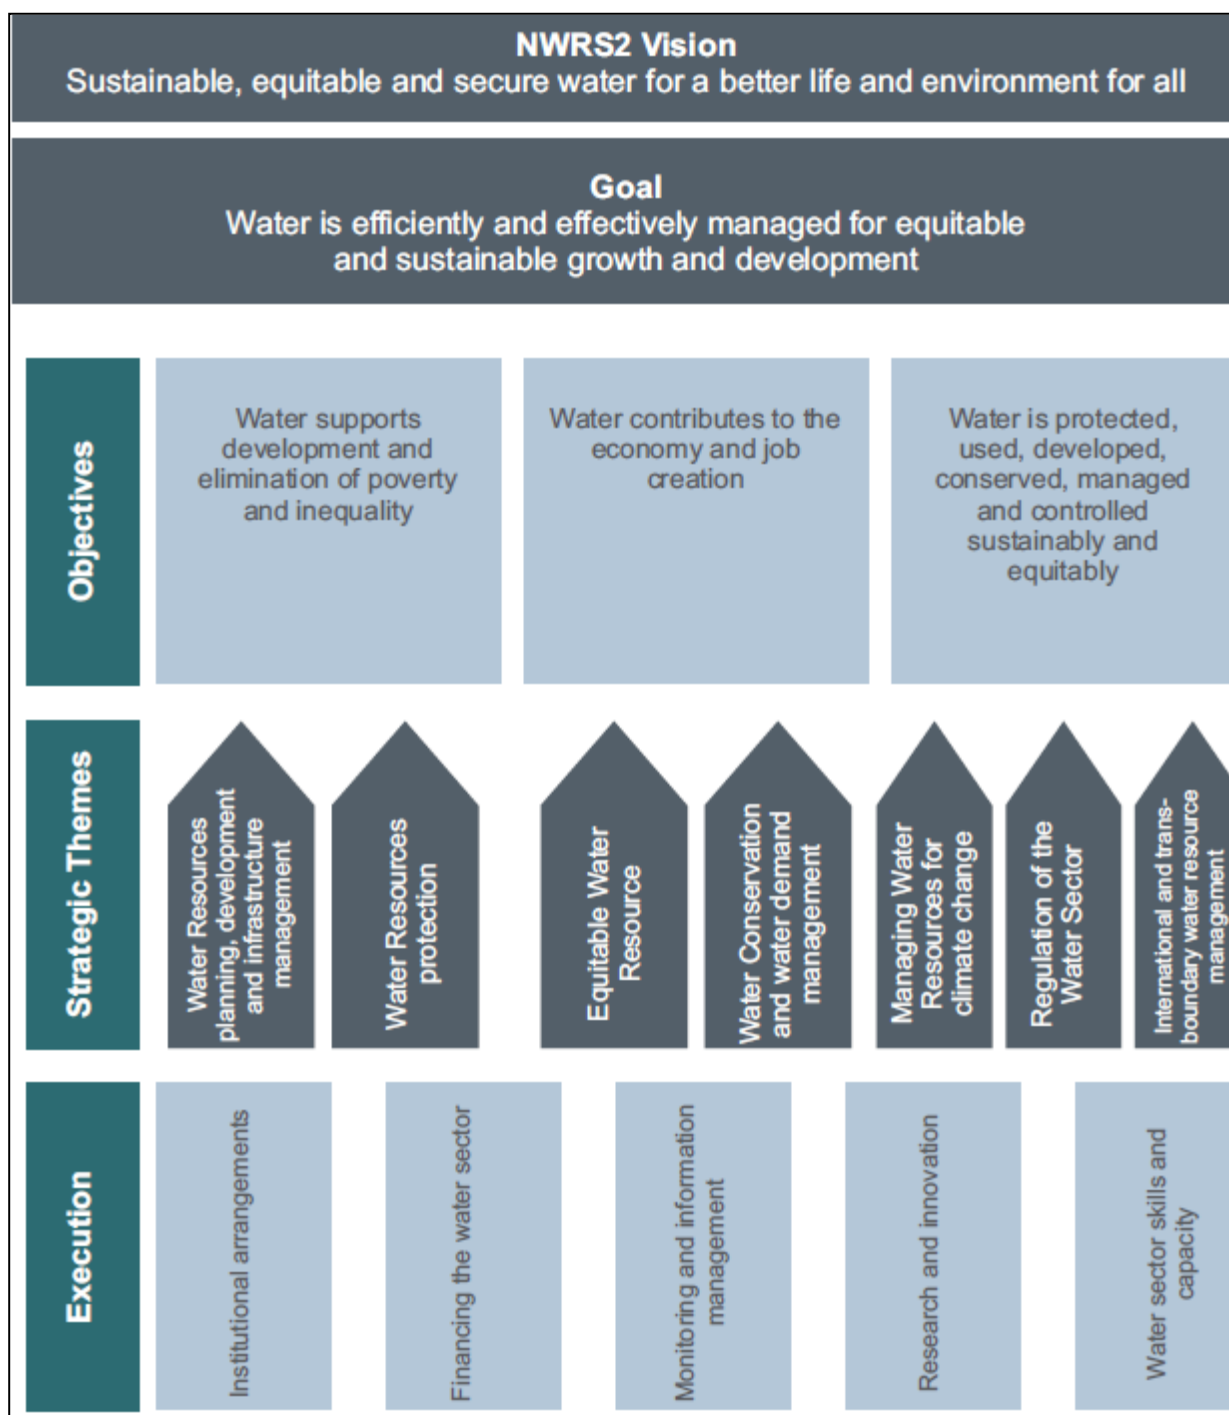 NWRS2 Vision
Sustainable, equitable and secure water for a better life and environment for all
Goal
Water is efficiently and effectively managed for equitable
and sustainable growth and development
Objectives
Water supports
development and
elimination of poverty
and inequality
Water contributes to the
economy and job
creation
Water is protected,
used, developed,
conserved, managed
and controlled
sustainably and
equitably
Strategic Themes
Water Resources
planning, development
and infrastructure
management
Water Resources
protection
Equitable Water
Resource
Water Conservation
and water demand
management
Managing Water
Resources for
climate change
Regulation of the
Water Sector
International and trans-
boundary water resource
management
Execution
Institutional arrangements
Financing the water sector
Monitoring and information
management
Research and innovation
Water sector skills and
capacity